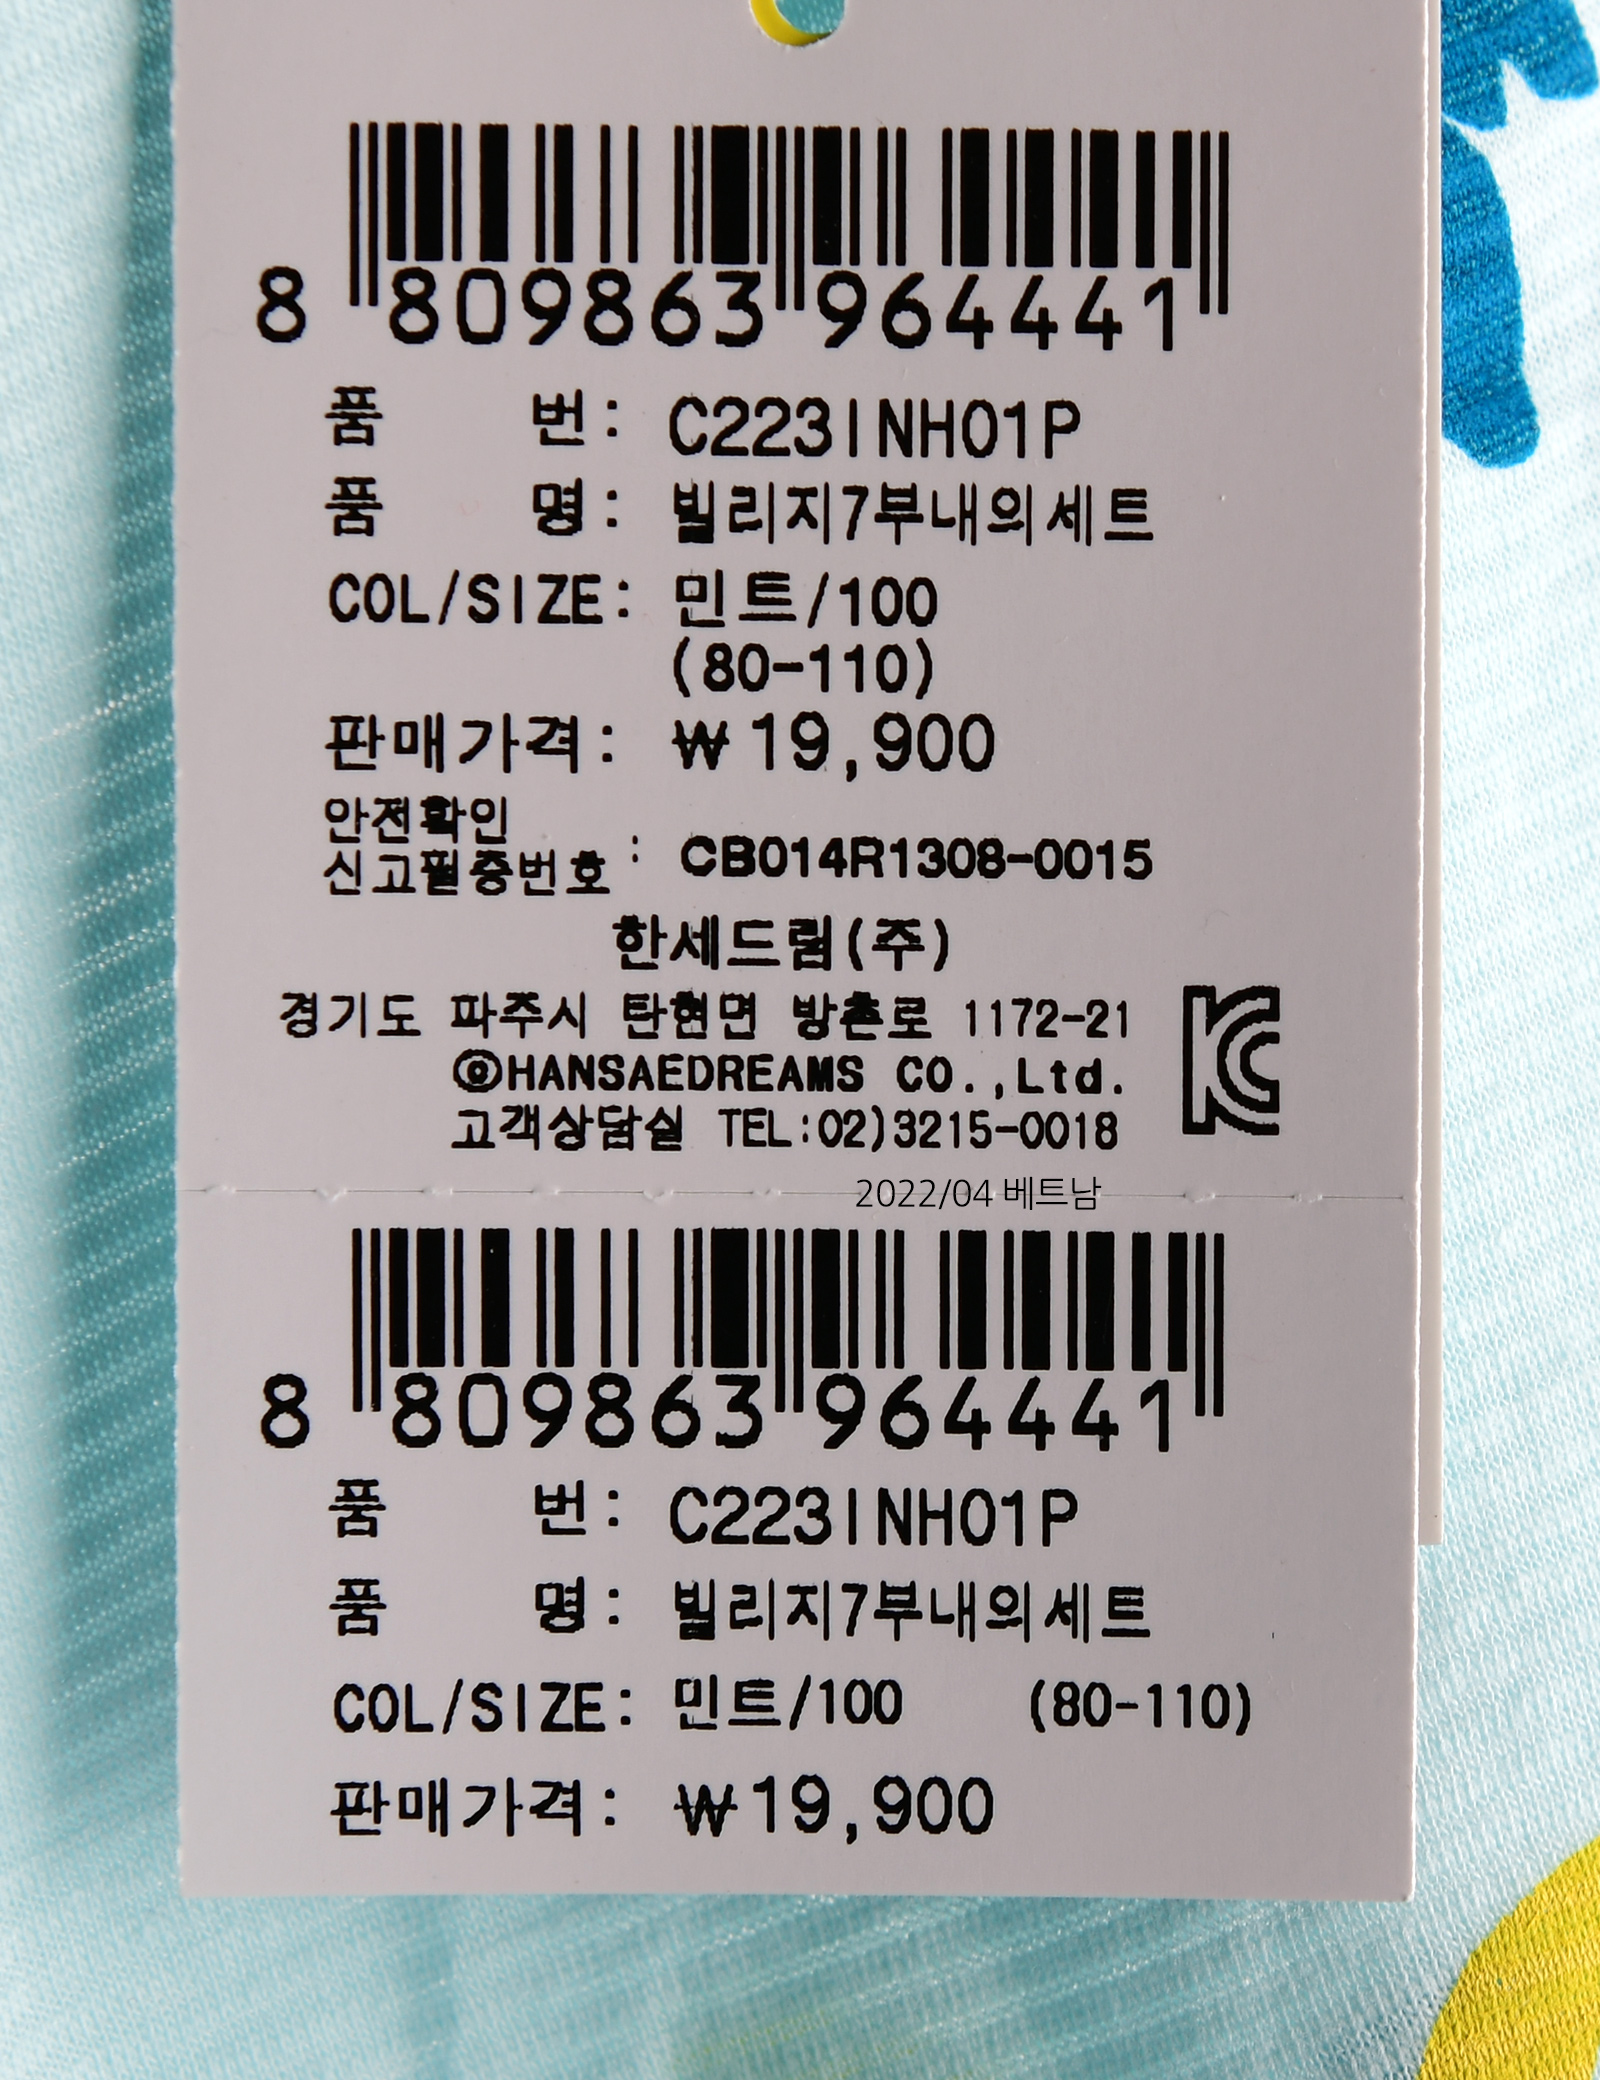 8 809863 964441
품 번: C223INH01P
품 명: 빌리지7부내의세트
COL/SIZE: 민트/100
(80-110)
판매가격: ₩19,900
안전확인
신고필증번호 : CB014R1308-0015
한세드림(주)
경기도 파주시 탄현면 방촌로 1172-21
©HANSAEDREAMS CO.,Ltd.
고객상담실 TEL:02)3215-0018
2022/04 베트남
8 809863 964441
품 번: C223INH01P
품 명: 빌리지7부내의세트
COL/SIZE: 민트/100 (80-110)
판매가격: ₩19,900